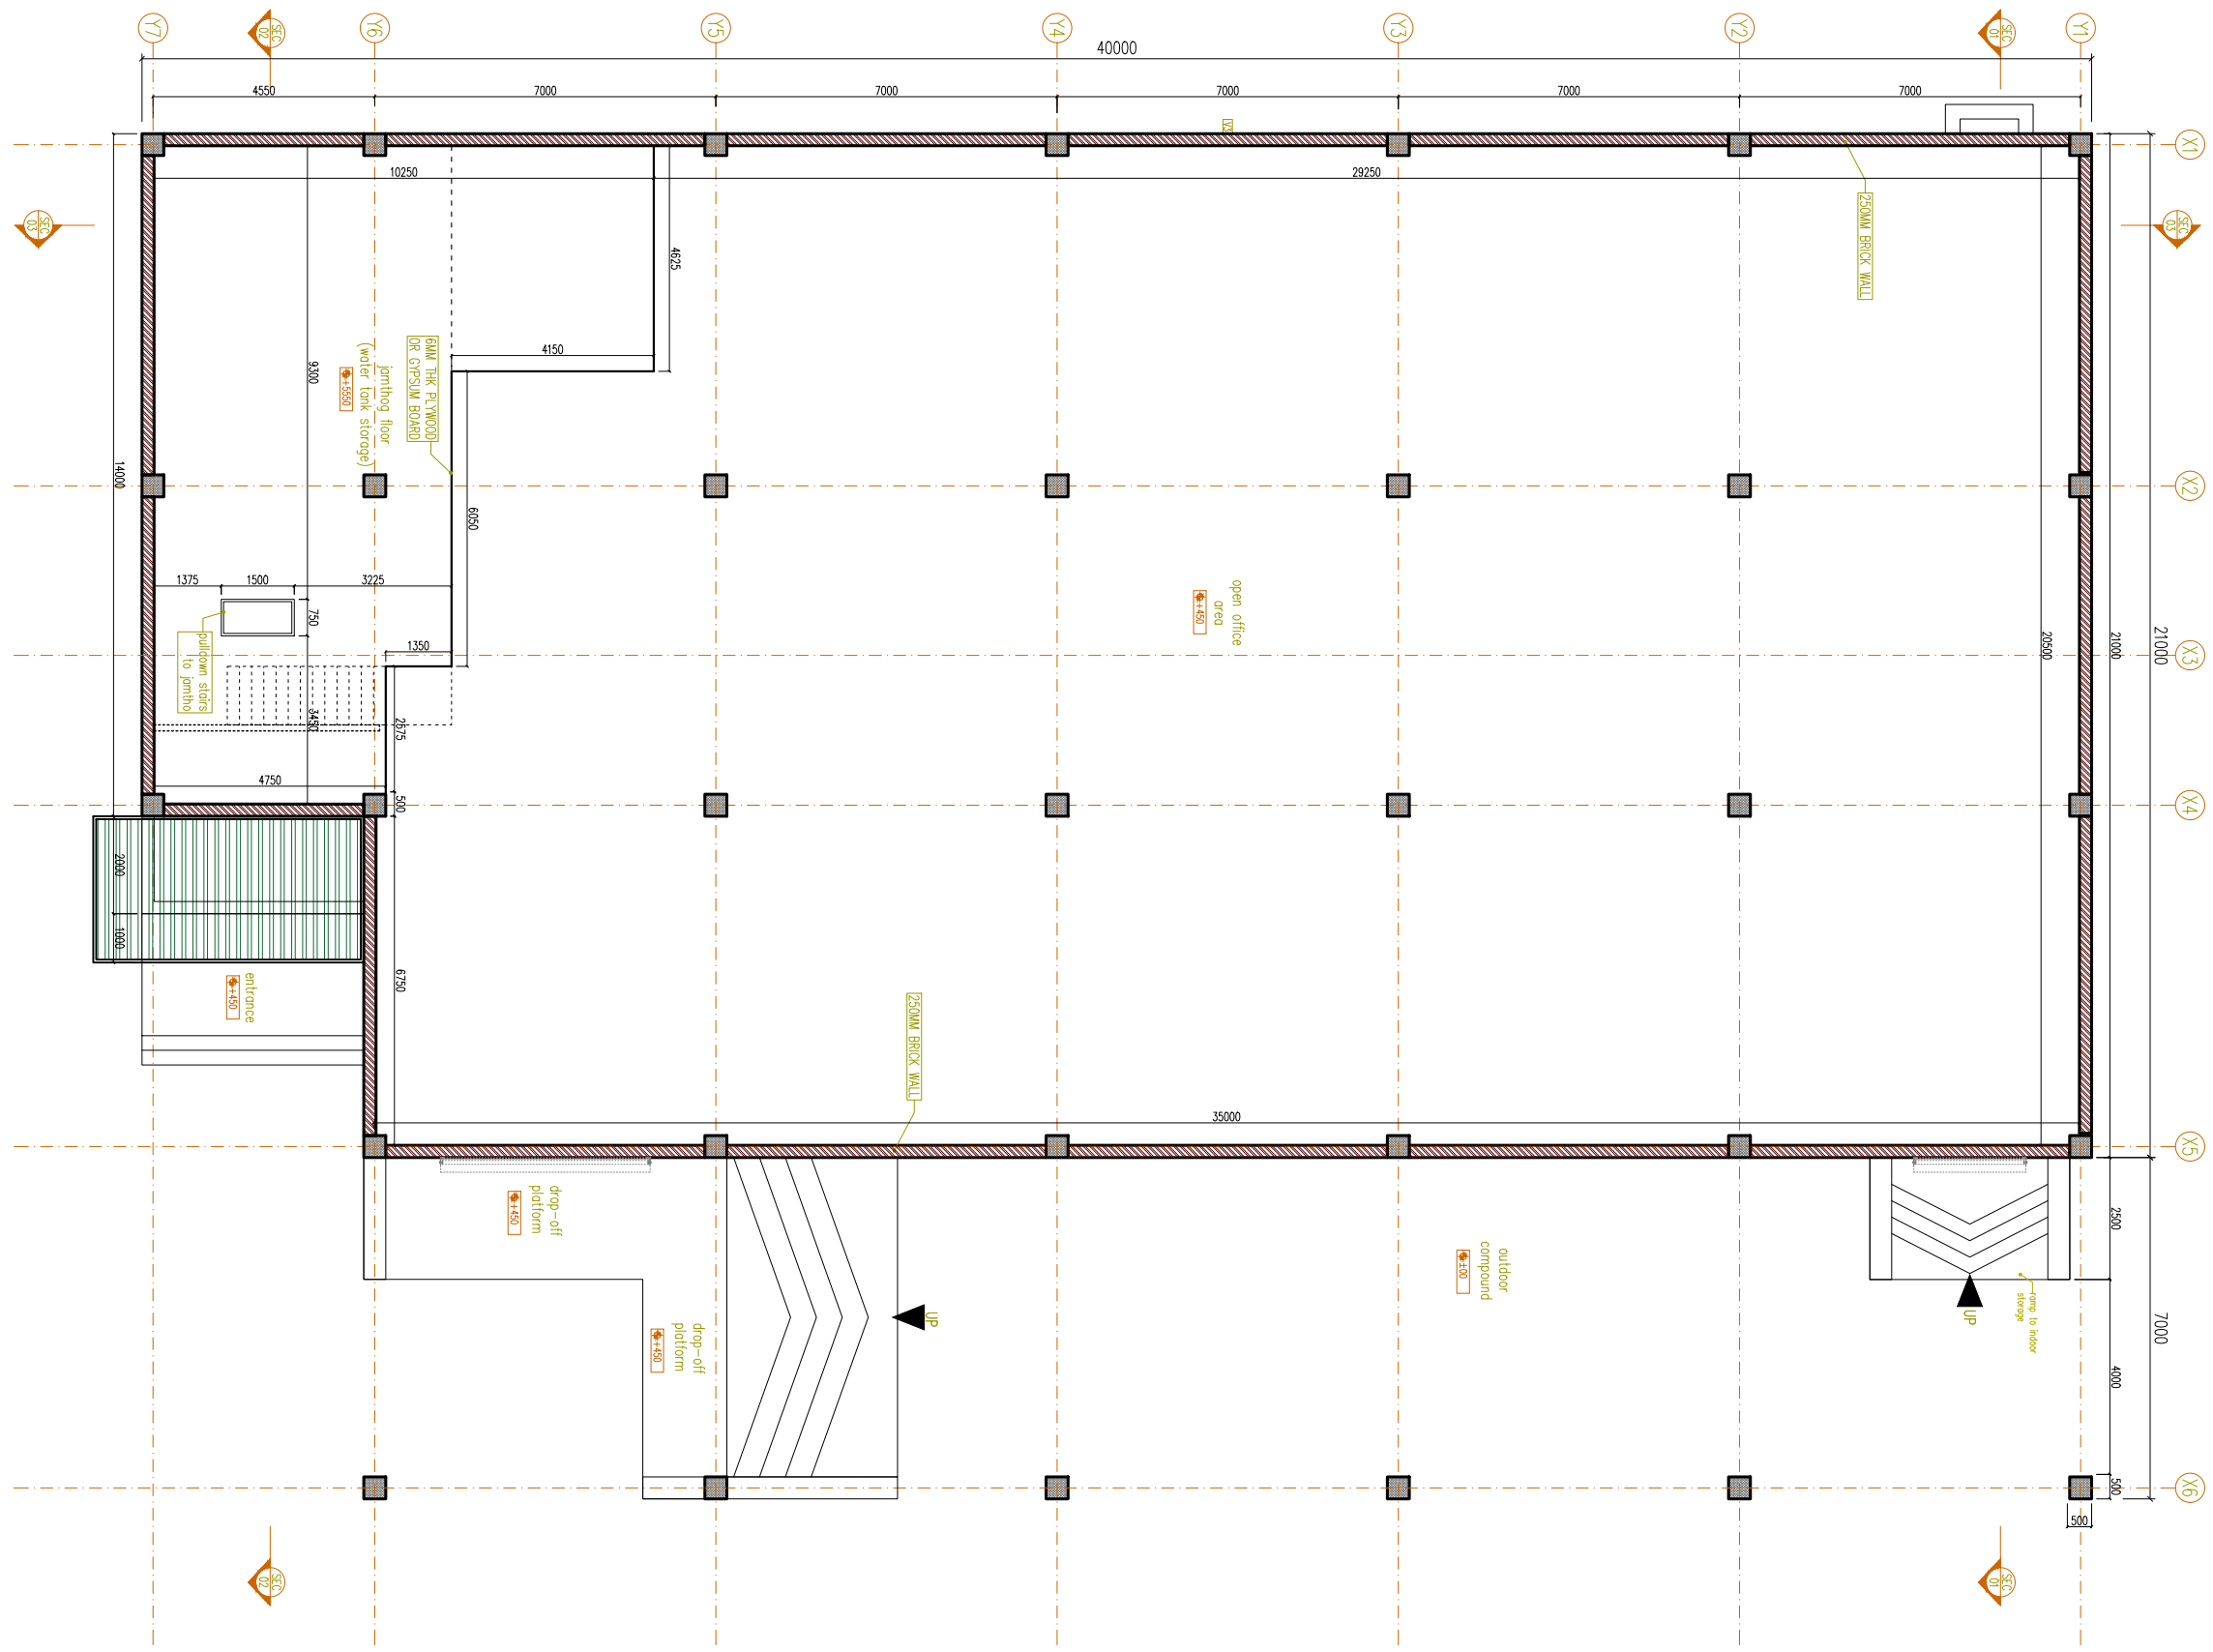 Y7
SEC
02
Y6
Y5
Y4
Y3
Y2
SEC
01
Y1
40000
4550
7000
7000
7000
7000
7000
V3
X1
10250
29250
250MM BRICK WALL
SEC
03
SEC
03
4625
4150
6MM THK PLYWOOD
OR GYPSUM BOARD
jamthog floor
(water tank storage)
+5550
9300
14000
X2
6050
1375
1500
3225
750
pulldown stairs
to jamtho
open office
area
+450
1350
20500
21000
21000
X3
3450
2675
4750
500
X4
2000
1000
6750
entrance
+450
250MM BRICK WALL
35000
X5
drop-off
platform
+450
drop-off
platform
+450
UP
outdoor
compound
±00
2500
ramp to indoor
storage
UP
7000
4000
500
X6
500
SEC
02
SEC
01